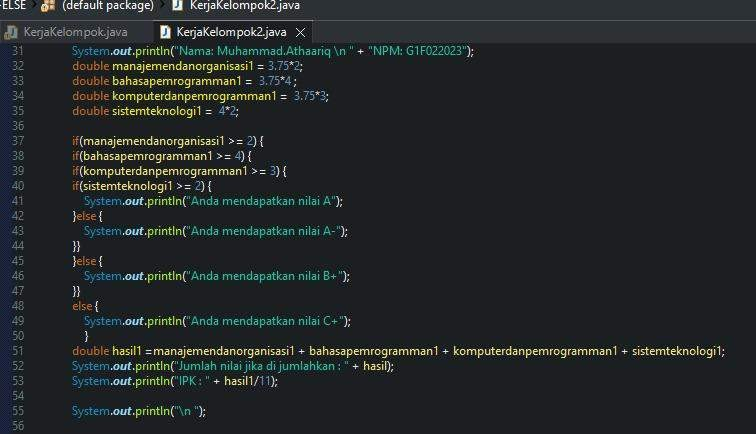 -ELSE (default package) KerjaKelompok2.java
KerjaKelompok.java KerjaKelompok2.java
31 System.out.println("Nama: Muhammad.Athaariq \n " + "NPM: G1F022023");
32 double manajemendanorganisasi1 = 3.75*2;
33 double bahasapemrogramman1 =  3.75*4 ;
34 double komputerdanpemrogramman1 =  3.75*3;
35 double sistemteknologi1 =  4*2;
36
37 if(manajemendanorganisasi1 >= 2) {
38 if(bahasapemrogramman1 >= 4) {
39 if(komputerdanpemrogramman1 >= 3) {
40 if(sistemteknologi1 >= 2) {
41 System.out.println("Anda mendapatkan nilai A");
42 }else {
43 System.out.println("Anda mendapatkan nilai A-");
44 }}
45 }else {
46 System.out.println("Anda mendapatkan nilai B+");
47 }}
48 else {
49 System.out.println("Anda mendapatkan nilai C+");
50 }
51 double hasil1 =manajemendanorganisasi1 + bahasapemrogramman1 + komputerdanpemrogramman1 + sistemteknologi1;
52 System.out.println("Jumlah nilai jika di jumlahkan : " + hasil);
53 System.out.println("IPK : " + hasil1/11);
54
55 System.out.println("\n ");
56